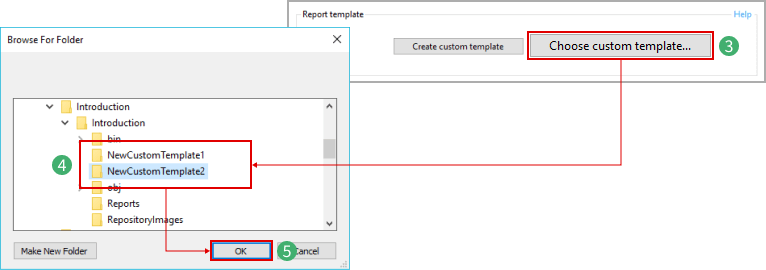 Report template
Help
Create custom template
Choose custom template...
3
Browse For Folder
Introduction
Introduction
bin
4
NewCustomTemplate1
NewCustomTemplate2
obj
Reports
RepositoryImages
Make New Folder
OK
5
Cancel